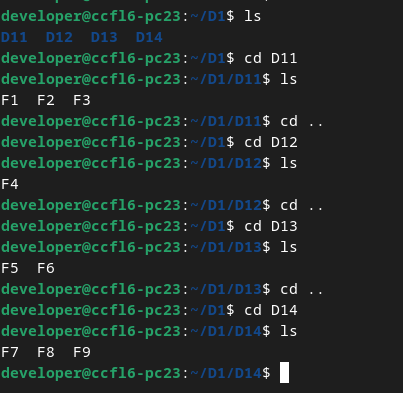 developer@ccfl6-pc23:~/D1$ ls
D11  D12  D13  D14
developer@ccfl6-pc23:~/D1$ cd D11
developer@ccfl6-pc23:~/D1/D11$ ls
F1  F2  F3
developer@ccfl6-pc23:~/D1/D11$ cd ..
developer@ccfl6-pc23:~/D1$ cd D12
developer@ccfl6-pc23:~/D1/D12$ ls
F4
developer@ccfl6-pc23:~/D1/D12$ cd ..
developer@ccfl6-pc23:~/D1$ cd D13
developer@ccfl6-pc23:~/D1/D13$ ls
F5  F6
developer@ccfl6-pc23:~/D1/D13$ cd ..
developer@ccfl6-pc23:~/D1$ cd D14
developer@ccfl6-pc23:~/D1/D14$ ls
F7  F8  F9
developer@ccfl6-pc23:~/D1/D14$